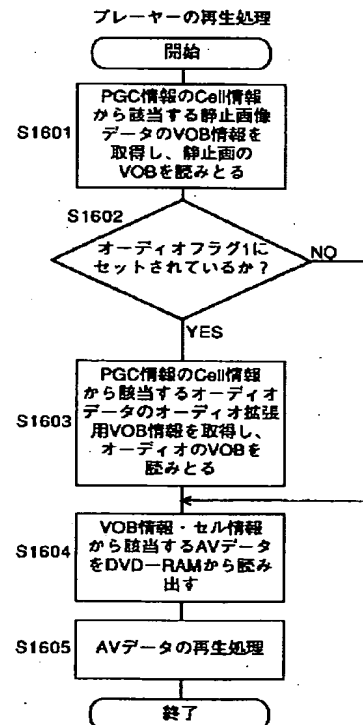 プレーヤーの再生処理
開始
S1601
PGC情報のCell情報
から該当する静止画像
データのVOB情報を
取得し、静止画の
VOBを読みとる
S1602
オーディオフラグ1に
セットされているか？
NO
YES
S1603
PGC情報のCell情報
から該当するオーディオ
データのオーディオ拡張
用VOB情報を取得し、
オーディオのVOBを
読みとる
S1604
VOB情報・セル情報
から該当するAVデータ
をDVD－RAMから読み
出す
S1605
AVデータの再生処理
終了